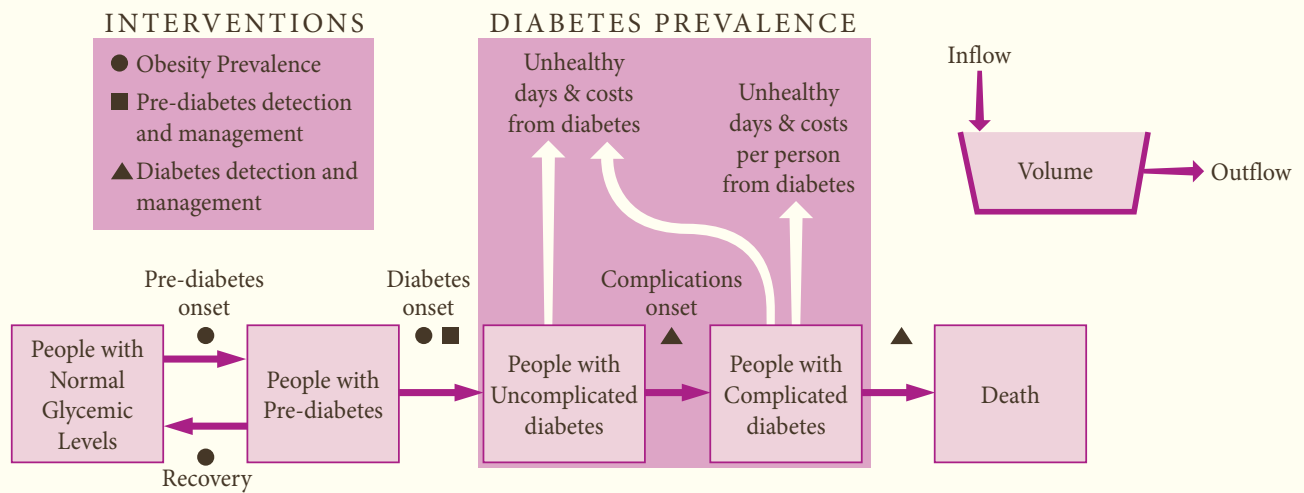 INTERVENTIONS
Obesity Prevalence
Pre-diabetes detection
and management
Diabetes detection and
management
DIABETES PREVALENCE
Unhealthy
days & costs
from diabetes
Unhealthy
days & costs
per person
from diabetes
Inflow
Volume
Outflow
Pre-diabetes
onset
Diabetes
onset
Complications
onset
People with
Normal
Glycemic
Levels
People with
Pre-diabetes
People with
Uncomplicated
diabetes
People with
Complicated
diabetes
Death
Recovery